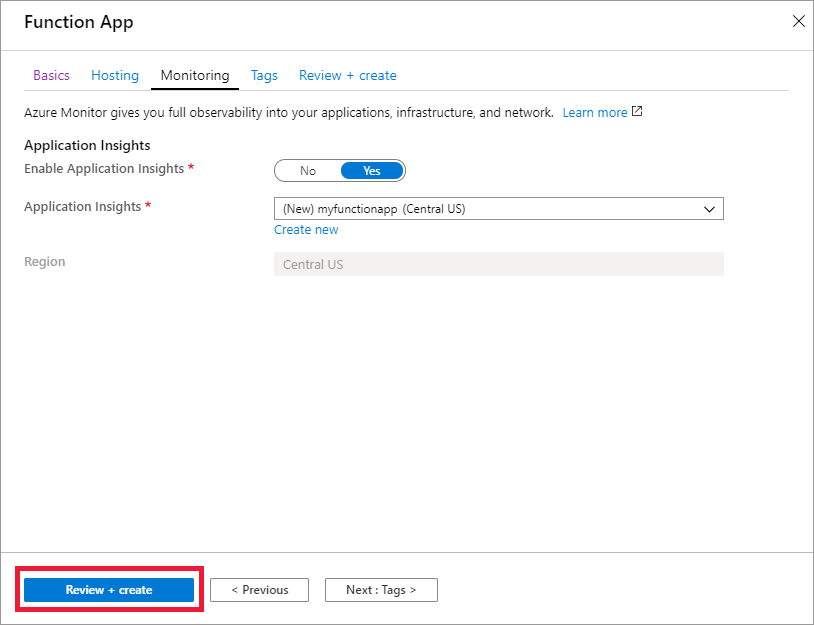 Function App
Basics Hosting Monitoring Tags Review + create
Azure Monitor gives you full observability into your applications, infrastructure, and network. Learn more
Application Insights
Enable Application Insights * No Yes
Application Insights * (New) myfunctionapp (Central US)
Create new
Region Central US
Review + create < Previous Next : Tags >